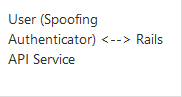 User (Spoofing
Authenticator) <--> Rails
API Service